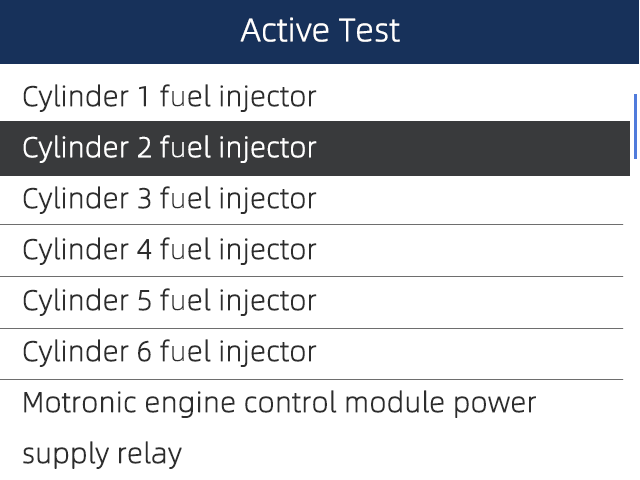 Active Test
Cylinder 1 fuel injector
Cylinder 2 fuel injector
Cylinder 3 fuel injector
Cylinder 4 fuel injector
Cylinder 5 fuel injector
Cylinder 6 fuel injector
Motronic engine control module power
supply relay